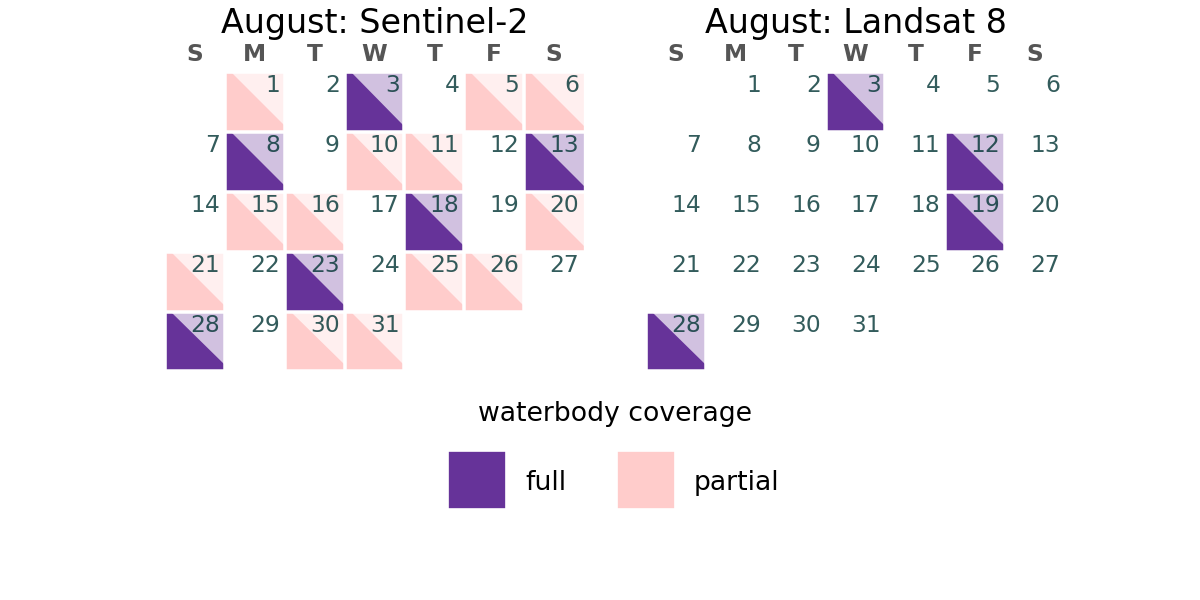 August: Sentinel-2
S M T W T F S
1 2 3 4 5 6
7 8 9 10 11 12 13
14 15 16 17 18 19 20
21 22 23 24 25 26 27
28 29 30 31
August: Landsat 8
S M T W T F S
1 2 3 4 5 6
7 8 9 10 11 12 13
14 15 16 17 18 19 20
21 22 23 24 25 26 27
28 29 30 31
waterbody coverage
full
partial